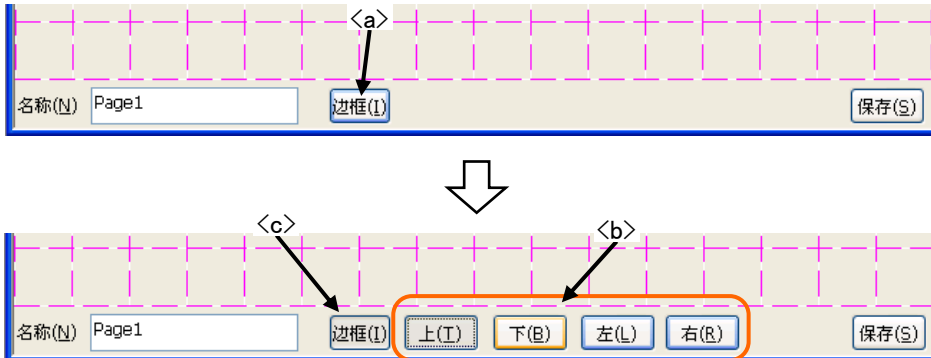 <a>
名称(N) Page1 边框(I) 保存(S)
<c> <b>
名称(N) Page1 边框(I) 上(T) 下(B) 左(L) 右(R) 保存(S)